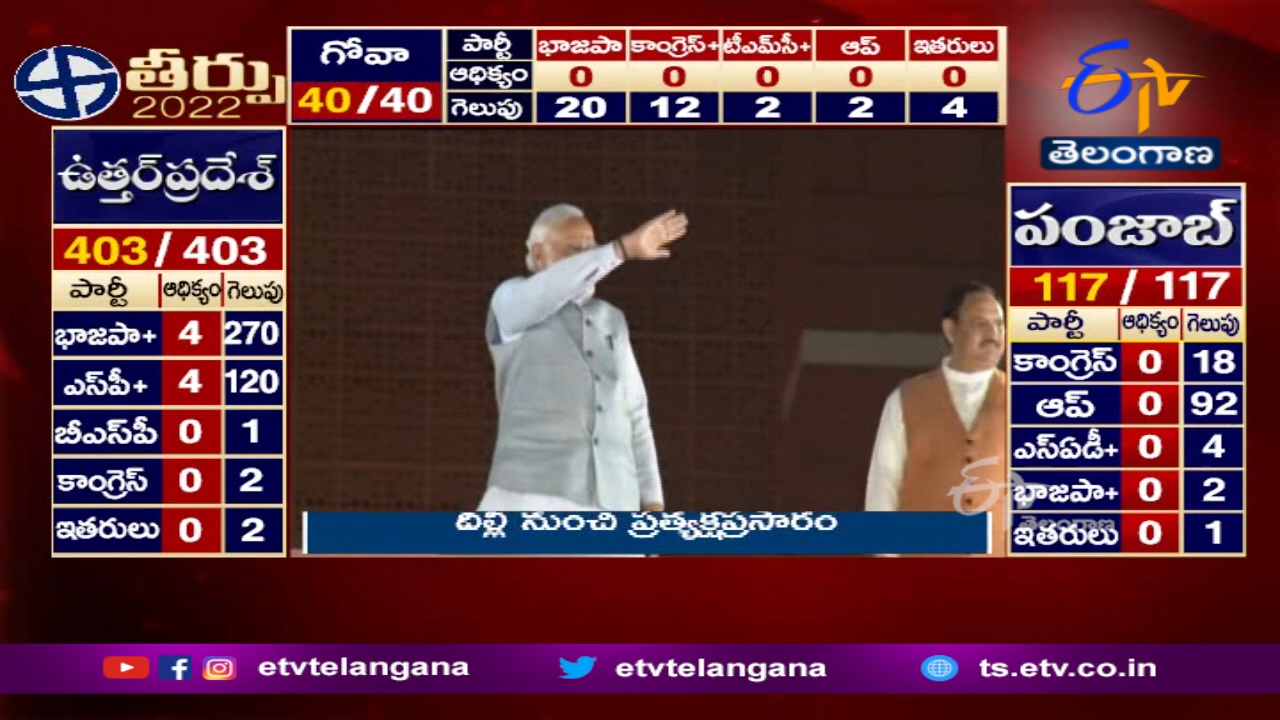 తీర్పు
2022
గోవా
40/40
పార్టీ భాజపా కాంగ్రెస్+ టీఎమ్‌సీ+ ఆప్ ఇతరులు
ఆధిక్యం 0 0 0 0 0
గెలుపు 20 12 2 2 4
ETV
తెలంగాణ
ఉత్తర్‌ప్రదేశ్
403/403
పార్టీ ఆధిక్యం గెలుపు
భాజపా+ 4 270
ఎస్‌పీ+ 4 120
బీఎస్‌పీ 0 1
కాంగ్రెస్ 0 2
ఇతరులు 0 2
పంజాబ్
117/117
పార్టీ ఆధిక్యం గెలుపు
కాంగ్రెస్ 0 18
ఆప్ 0 92
ఎస్ఏడీ+ 0 4
భాజపా+ 0 2
ఇతరులు 0 1
తెలంగాణ
దిల్లీ నుంచి ప్రత్యక్షప్రసారం
etvtelangana etvtelangana ts.etv.co.in